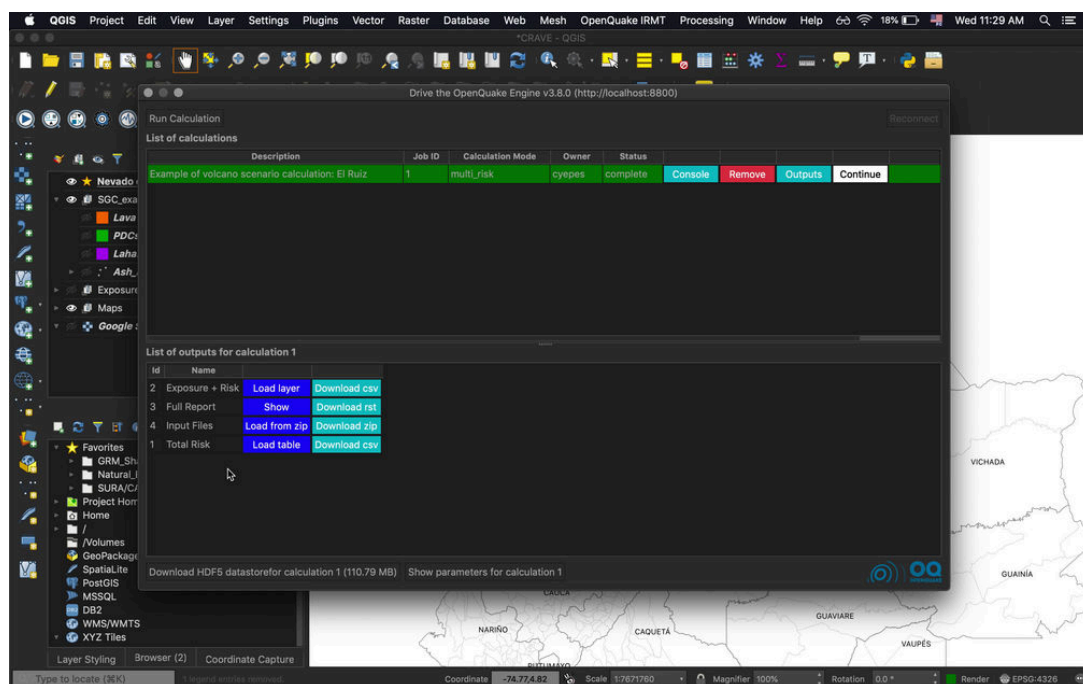 QGIS Project Edit View Layer Settings Plugins Vector Raster Database Web Mesh OpenQuake IRMT Processing Window Help 18% Wed 11:29 AM
*CRAVE - QGIS
Drive the OpenQuake Engine v3.8.0 (http://localhost:8800)
Run Calculation Reconnect
List of calculations
Description Job ID Calculation Mode Owner Status
Example of volcano scenario calculation: El Ruiz 1 multi_risk cyepes complete Console Remove Outputs Continue
Nevado
SGC_exa
Lava
PDCs
Laha
Ash_
Exposure
Maps
Google
List of outputs for calculation 1
Id Name
2 Exposure + Risk Load layer Download csv
3 Full Report Show Download rst
4 Input Files Load from zip Download zip
1 Total Risk Load table Download csv
Favorites
GRM_Sh
Natural_
SURA/CA
Project Hom
Home
/
/Volumes
GeoPackage
SpatiaLite
PostGIS
MSSQL
DB2
WMS/WMTS
XYZ Tiles
Download HDF5 datastorefor calculation 1 (110.79 MB) Show parameters for calculation 1
OQ
VICHADA
GUAINÍA
CAUCA
GUAVIARE
NARIÑO
CAQUETÁ
VAUPÉS
PUTUMAYO
Layer Styling Browser (2) Coordinate Capture
Type to locate (⌘K) 1 legend entries removed. Coordinate -74.77,4.82 Scale 1:7671760 Magnifier 100% Rotation 0.0 ° Render EPSG:4326